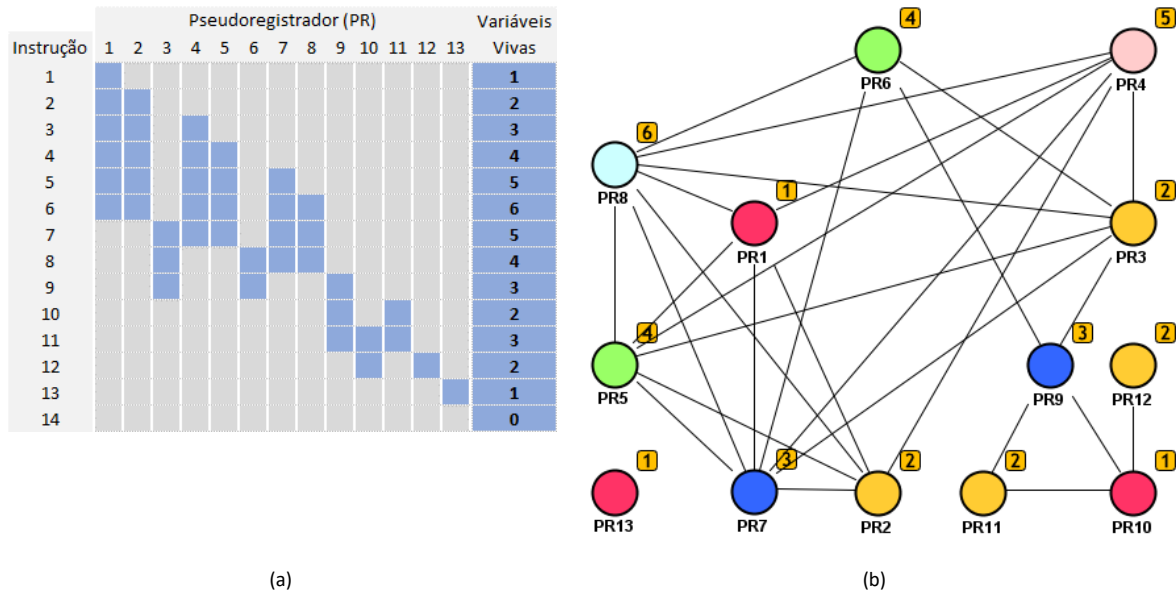 Pseudoregistrador (PR) Variáveis
Instrução 1 2 3 4 5 6 7 8 9 10 11 12 13 Vivas
1 1
2 2
3 3
4 4
5 5
6 6
7 5
8 4
9 3
10 2
11 3
12 2
13 1
14 0
(a)
4
PR6
5
PR4
6
PR8
1
PR1
2
PR3
4
PR5
3
PR9
2
PR12
1
PR13
3
PR7
2
PR2
2
PR11
1
PR10
(b)